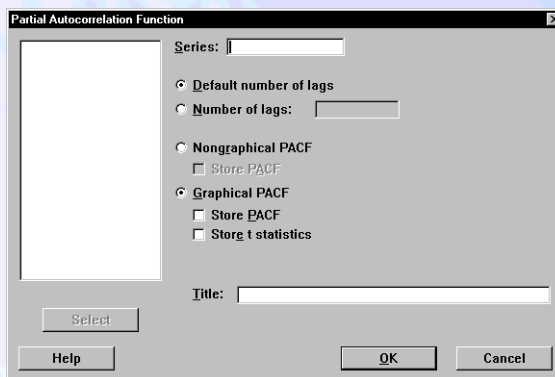 Partial Autocorrelation Function
Series:
Default number of lags
Number of lags:
Nongraphical PACF
Store PACF
Graphical PACF
Store PACF
Store t statistics
Title:
Select
Help
OK
Cancel